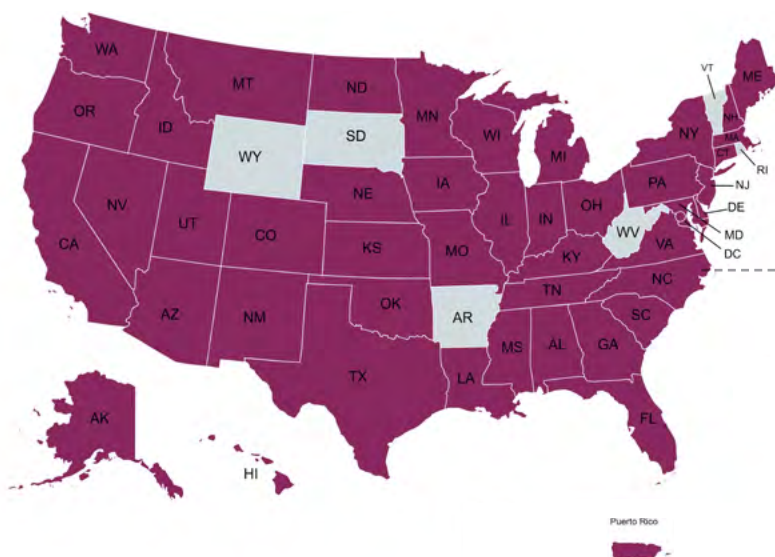 WA
MT
ND
MN
ME
VT
NH
OR
ID
SD
WI
MI
NY
MA
CT
RI
WY
NV
NE
IA
PA
NJ
UT
CO
IL
IN
OH
DE
CA
KS
MO
WV
VA
MD
DC
KY
NC
AZ
NM
OK
AR
TN
SC
TX
LA
MS
AL
GA
AK
FL
HI
Puerto Rico